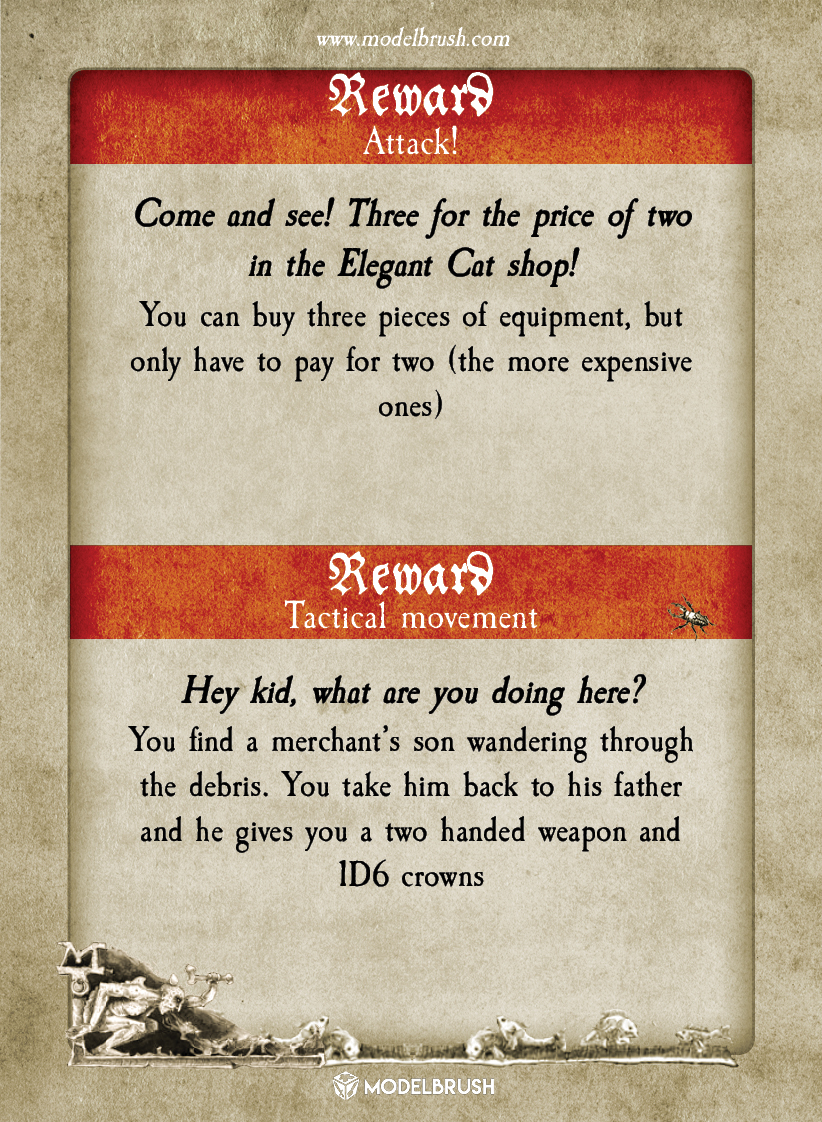 www.modelbrush.com
Reward
Attack!
Come and see! Three for the price of two
in the Elegant Cat shop!
You can buy three pieces of equipment, but
only have to pay for two (the more expensive
ones)
Reward
Tactical movement
Hey kid, what are you doing here?
You find a merchant's son wandering through
the debris. You take him back to his father
and he gives you a two handed weapon and
1D6 crowns
MODELBRUSH